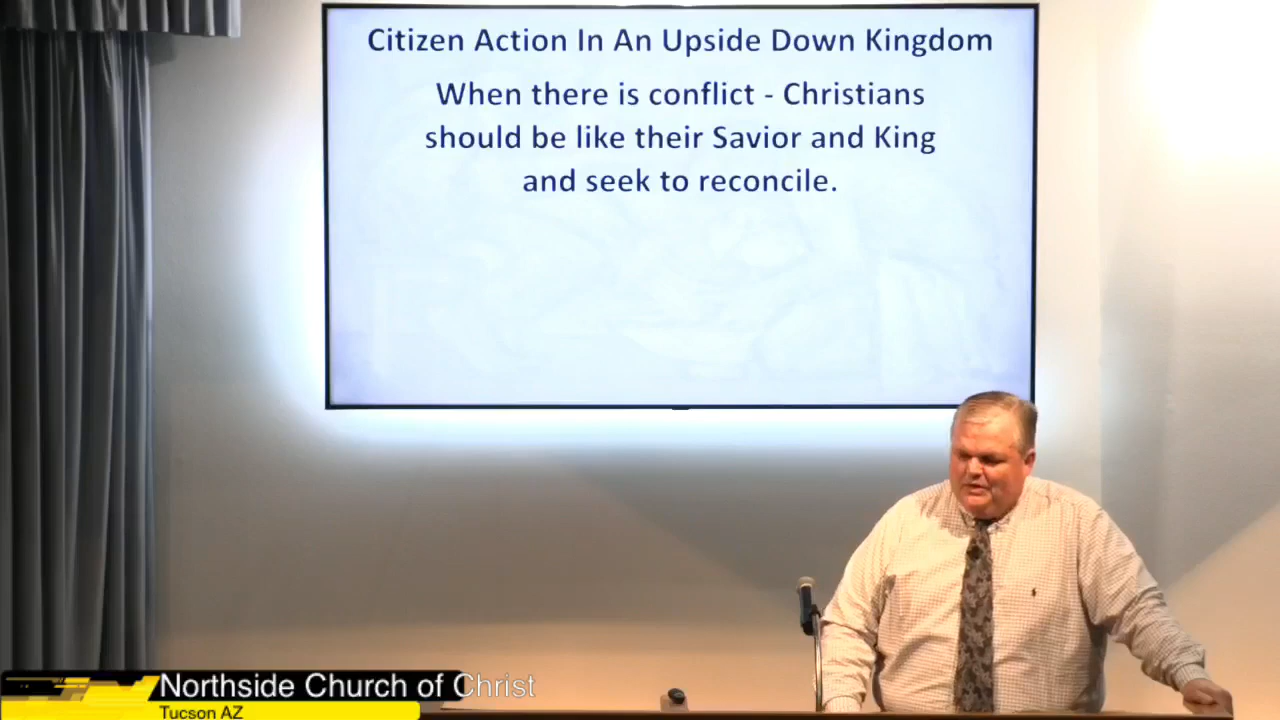 Citizen Action In An Upside Down Kingdom
When there is conflict - Christians
should be like their Savior and King
and seek to reconcile.
Northside Church of Christ
Tucson AZ